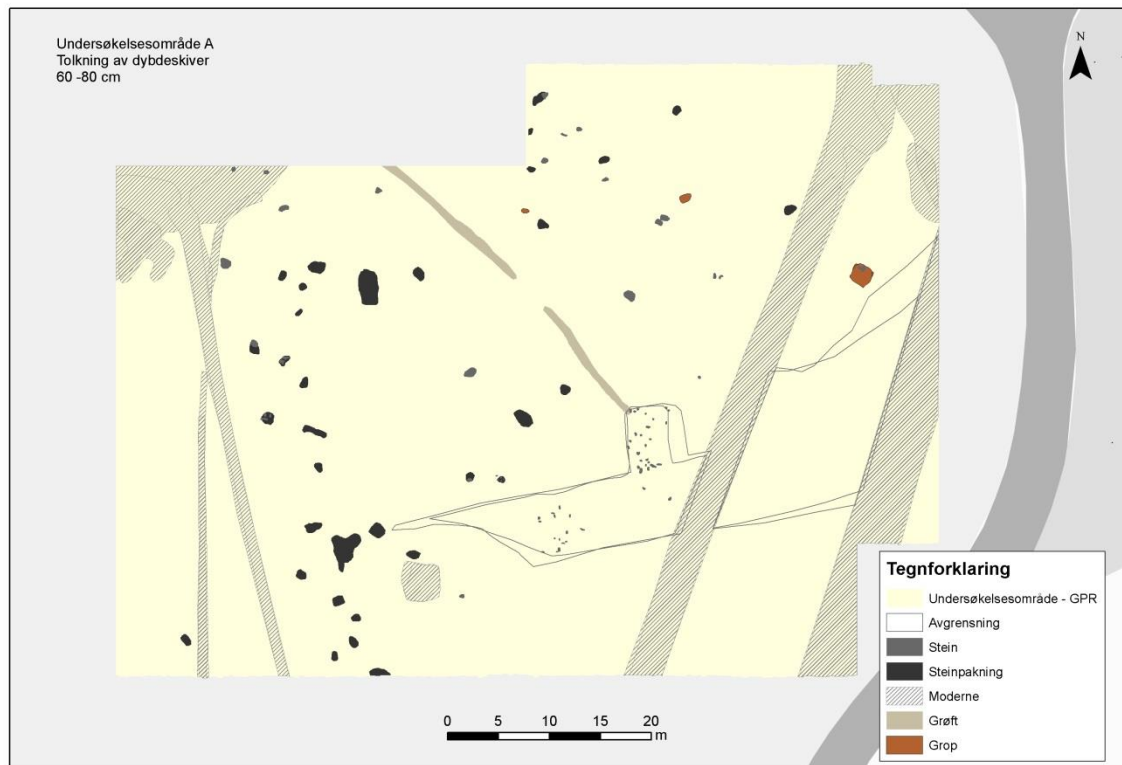 Undersøkelsesområde A
Tolkning av dybdeskiver
60 -80 cm
N
Tegnforklaring
Undersøkelsesområde - GPR
Avgrensning
Stein
Steinpakning
Moderne
Grøft
Grop
0 5 10 15 20
m